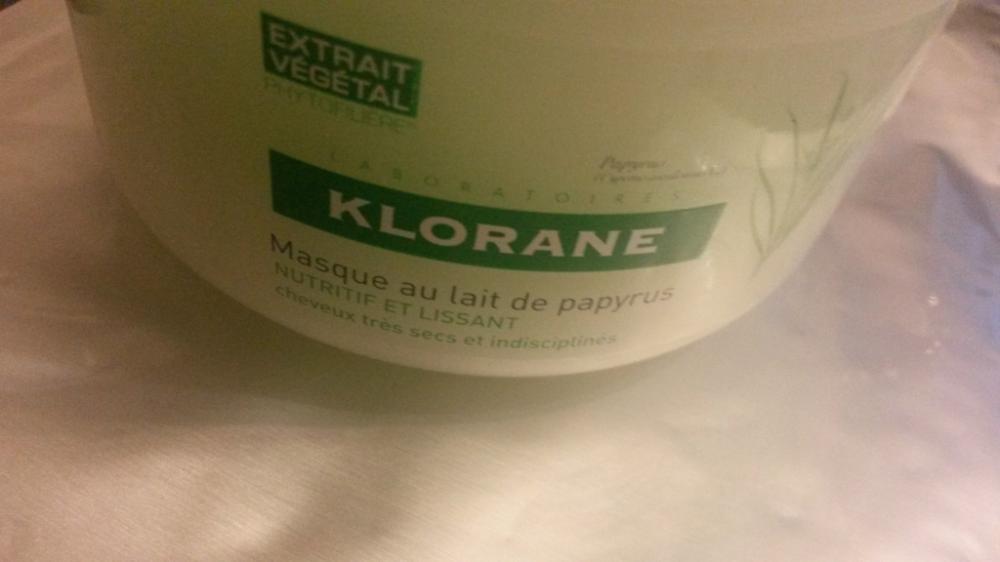 EXTRAIT
VÉGÉTAL
PHYTOFILIÈRE
LABORATOIRES
Papyrus
KLORANE
Masque au lait de papyrus
NUTRITIF ET LISSANT
cheveux très secs et indisciplinés